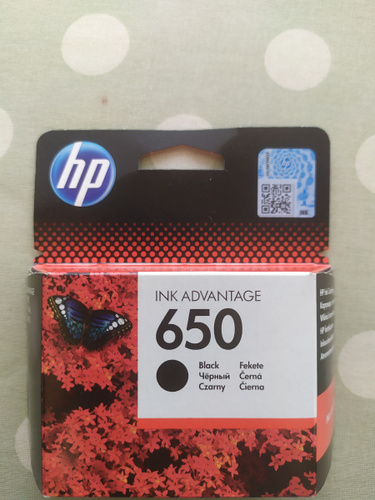 hp
INK ADVANTAGE
650
Black Fekete
Чёрный Černá
Czarny Čierna